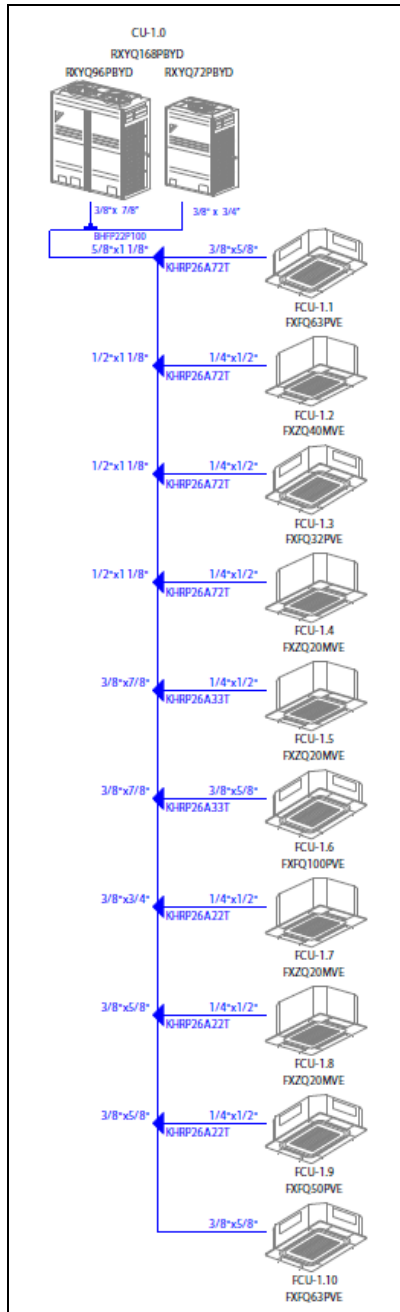 CU-1.0
RXYQ168PBYD
RXYQ96PBYD RXYQ72PBYD
3/8"x 7/8" 3/8" x 3/4"
BHFP22P100
5/8"x1 1/8" 3/8"x5/8"
KHRP26A72T
FCU-1.1
FXFQ63PVE
1/2"x1 1/8" 1/4"x1/2"
KHRP26A72T
FCU-1.2
FXZQ40MVE
1/2"x1 1/8" 1/4"x1/2"
KHRP26A72T
FCU-1.3
FXFQ32PVE
1/2"x1 1/8" 1/4"x1/2"
KHRP26A72T
FCU-1.4
FXZQ20MVE
3/8"x7/8" 1/4"x1/2"
KHRP26A33T
FCU-1.5
FXZQ20MVE
3/8"x7/8" 3/8"x5/8"
KHRP26A33T
FCU-1.6
FXFQ100PVE
3/8"x3/4" 1/4"x1/2"
KHRP26A22T
FCU-1.7
FXZQ20MVE
3/8"x5/8" 1/4"x1/2"
KHRP26A22T
FCU-1.8
FXZQ20MVE
3/8"x5/8" 1/4"x1/2"
KHRP26A22T
FCU-1.9
FXFQ50PVE
3/8"x5/8"
FCU-1.10
FXFQ63PVE